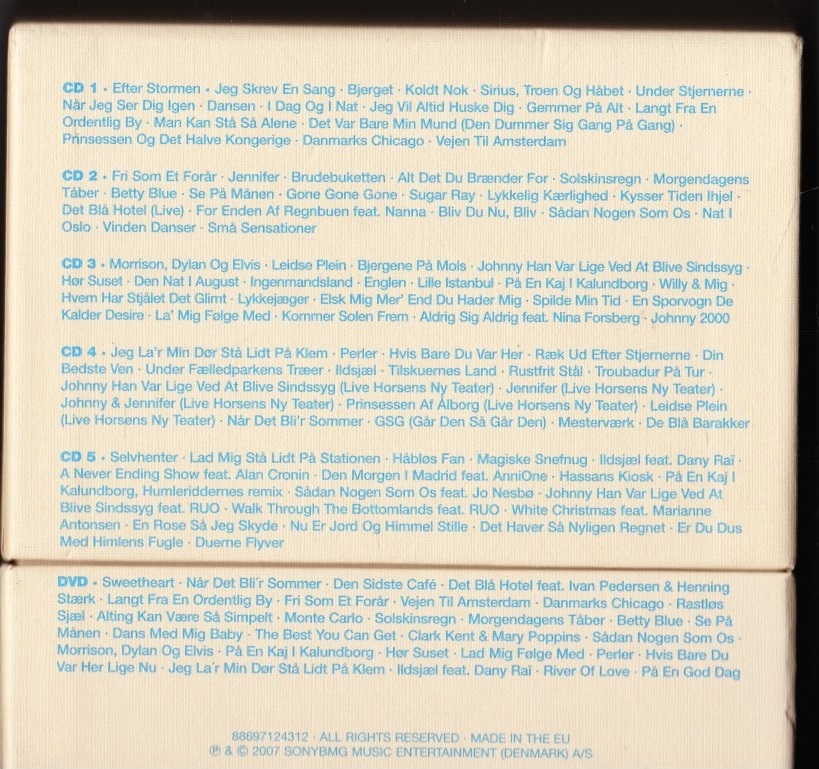 CD 1 · Efter Stormen · Jeg Skrev En Sang · Bjerget · Koldt Nok · Sirius, Troen Og Håbet · Under Stjernerne ·
Når Jeg Ser Dig Igen · Dansen · I Dag Og I Nat · Jeg Vil Altid Huske Dig · Gemmer På Alt · Langt Fra En
Ordentlig By · Man Kan Stå Så Alene · Det Var Bare Min Mund (Den Dummer Sig Gang På Gang) ·
Prinsessen Og Det Halve Kongerige · Danmarks Chicago · Vejen Til Amsterdam
CD 2 · Fri Som Et Forår · Jennifer · Brudebuketten · Alt Det Du Brænder For · Solskinsregn · Morgendagens
Tåber · Betty Blue · Se På Månen · Gone Gone Gone · Sugar Ray · Lykkelig Kærlighed · Kysser Tiden Ihjel ·
Det Blå Hotel (Live) · For Enden Af Regnbuen feat. Nanna · Bliv Du Nu, Bliv · Sådan Nogen Som Os · Nat I
Oslo · Vinden Danser · Små Sensationer
CD 3 · Morrison, Dylan Og Elvis · Leidse Plein · Bjergene På Mols · Johnny Han Var Lige Ved At Blive Sindssyg ·
Hør Suset · Den Nat I August · Ingenmandsland · Englen · Lille Istanbul · På En Kaj I Kalundborg · Willy & Mig ·
Hvem Har Stjålet Det Glimt · Lykkejæger · Elsk Mig Mer' End Du Hader Mig · Spilde Min Tid · En Sporvogn De
Kalder Desire · La' Mig Følge Med · Kommer Solen Frem · Aldrig Sig Aldrig feat. Nina Forsberg · Johnny 2000
CD 4 · Jeg La'r Min Dør Stå Lidt På Klem · Perler · Hvis Bare Du Var Her · Ræk Ud Efter Stjernerne · Din
Bedste Ven · Under Fælledparkens Træer · Ildsjæl · Tilskuernes Land · Rustfrit Stål · Troubadur På Tur ·
Johnny Han Var Lige Ved At Blive Sindssyg (Live Horsens Ny Teater) · Jennifer (Live Horsens Ny Teater) ·
Johnny & Jennifer (Live Horsens Ny Teater) · Prinsessen Af Ålborg (Live Horsens Ny Teater) · Leidse Plein
(Live Horsens Ny Teater) · Når Det Bli'r Sommer · GSG (Går Den Så Går Den) · Mesterværk · De Blå Barakker
CD 5 · Selvhenter · Lad Mig Stå Lidt På Stationen · Håbløs Fan · Magiske Snefnug · Ildsjæl feat. Dany Raï ·
A Never Ending Show feat. Alan Cronin · Den Morgen I Madrid feat. AnniOne · Hassans Kiosk · På En Kaj I
Kalundborg, Humleriddernes remix · Sådan Nogen Som Os feat. Jo Nesbø · Johnny Han Var Lige Ved At
Blive Sindssyg feat. RUO · Walk Through The Bottomlands feat. RUO · White Christmas feat. Marianne
Antonsen · En Rose Så Jeg Skyde · Nu Er Jord Og Himmel Stille · Det Haver Så Nyligen Regnet · Er Du Dus
Med Himlens Fugle · Duerne Flyver
DVD · Sweetheart · Når Det Bli´r Sommer · Den Sidste Café · Det Blå Hotel feat. Ivan Pedersen & Henning
Stærk · Langt Fra En Ordentlig By · Fri Som Et Forår · Vejen Til Amsterdam · Danmarks Chicago · Rastløs
Sjæl · Alting Kan Være Så Simpelt · Monte Carlo · Solskinsregn · Morgendagens Tåber · Betty Blue · Se På
Månen · Dans Med Mig Baby · The Best You Can Get · Clark Kent & Mary Poppins · Sådan Nogen Som Os ·
Morrison, Dylan Og Elvis · På En Kaj I Kalundborg · Hør Suset · Lad Mig Følge Med · Perler · Hvis Bare Du
Var Her Lige Nu · Jeg La´r Min Dør Stå Lidt På Klem · Ildsjæl feat. Dany Raï · River Of Love · På En God Dag
88697124312 · ALL RIGHTS RESERVED · MADE IN THE EU
℗ & © 2007 SONYBMG MUSIC ENTERTAINMENT (DENMARK) A/S